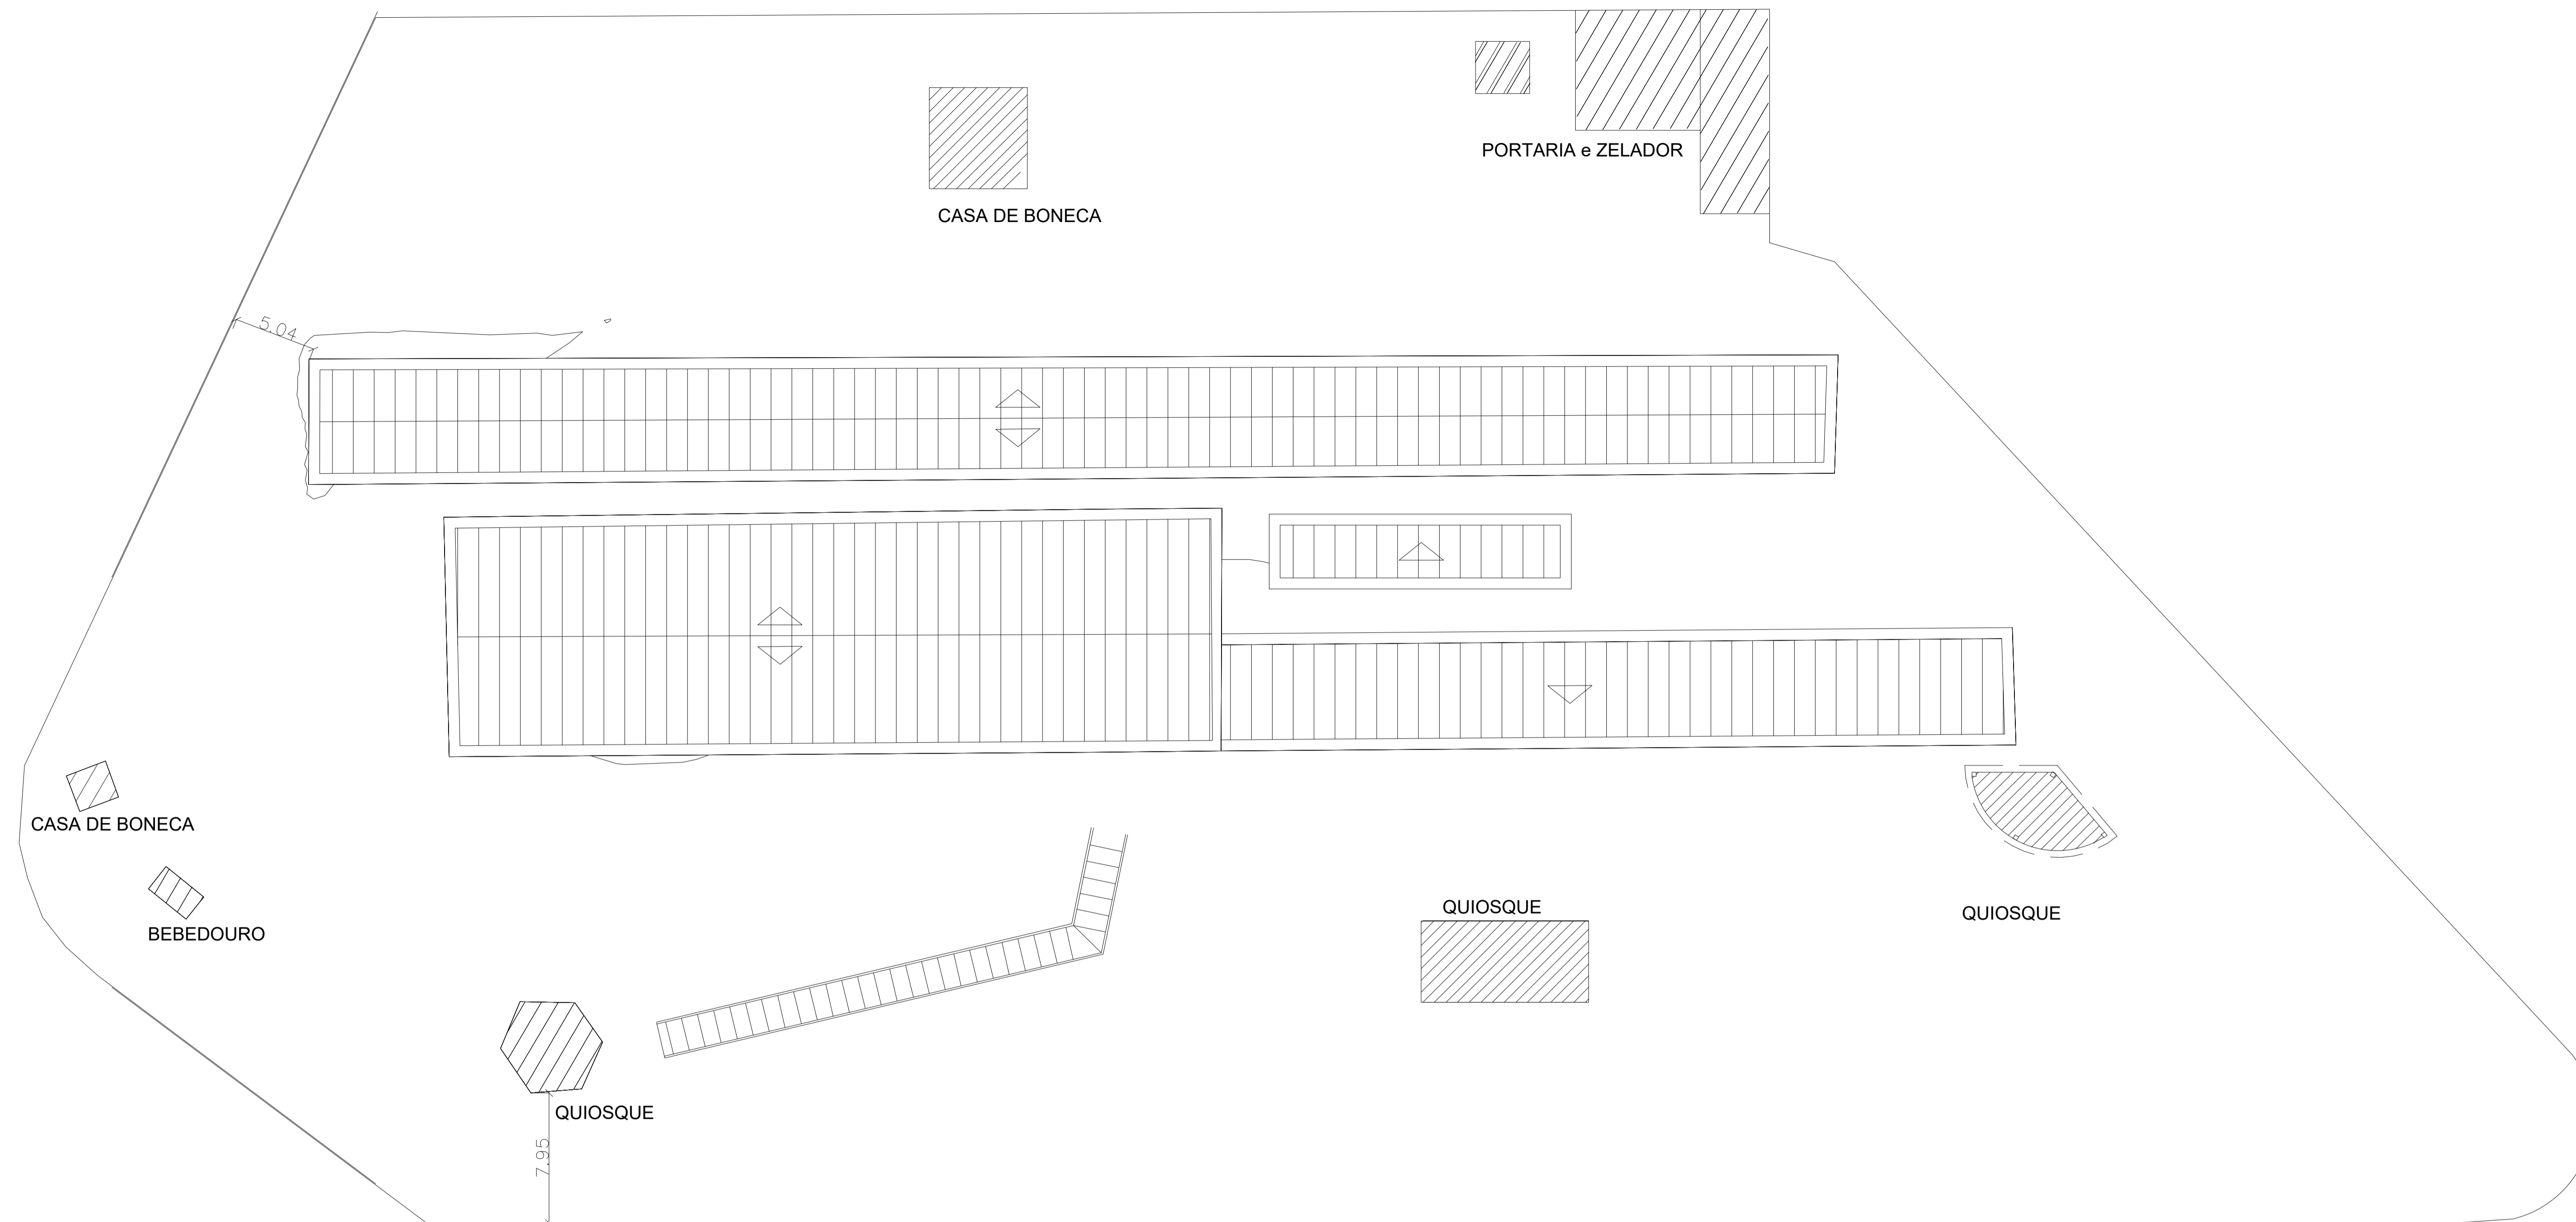 PORTARIA e ZELADOR
CASA DE BONECA
5.04
CASA DE BONECA
BEBEDOURO
QUIOSQUE
QUIOSQUE
QUIOSQUE
7.95